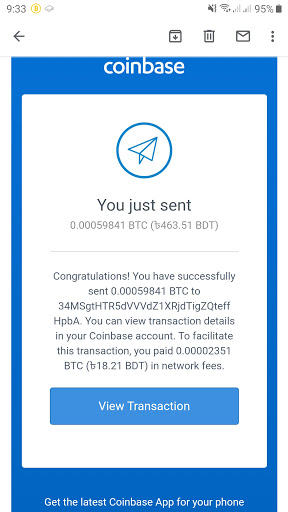 9:33
95%
coinbase
You just sent
0.00059841 BTC (৳463.51 BDT)
Congratulations! You have successfully
sent 0.00059841 BTC to
34MSgtHTR5dVVVdZ1XRjdTigZQteff
HpbA. You can view transaction details
in your Coinbase account. To facilitate
this transaction, you paid 0.00002351
BTC (৳18.21 BDT) in network fees.
View Transaction
Get the latest Coinbase App for your phone